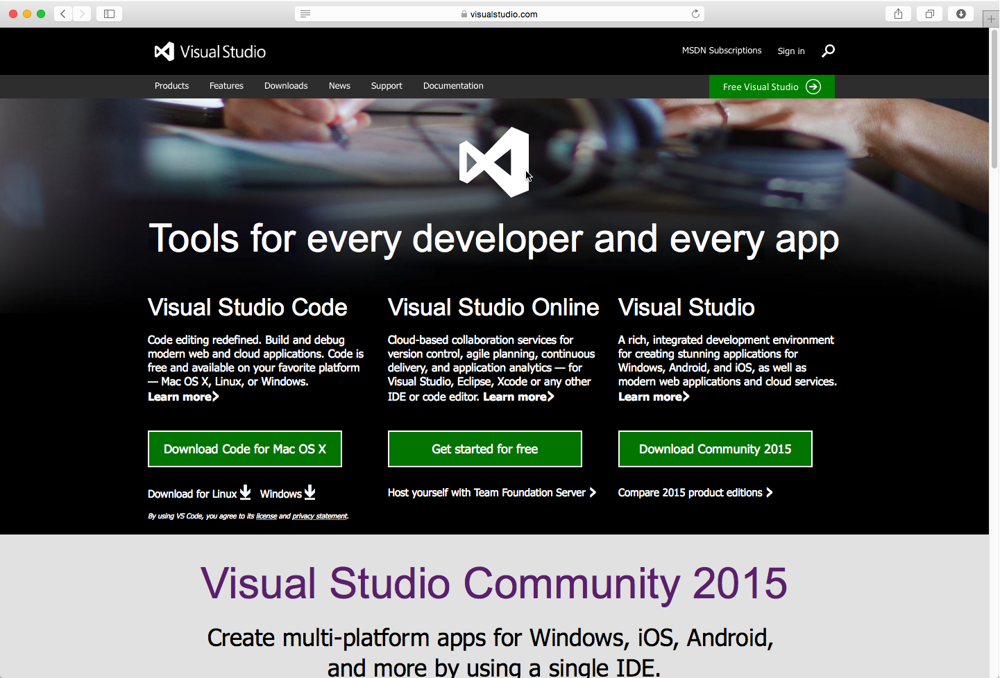 visualstudio.com
Visual Studio
MSDN Subscriptions
Sign in
Products
Features
Downloads
News
Support
Documentation
Free Visual Studio
Tools for every developer and every app
Visual Studio Code
Code editing redefined. Build and debug
modern web and cloud applications. Code is
free and available on your favorite platform
— Mac OS X, Linux, or Windows.
Learn more
Download Code for Mac OS X
Download for Linux
Windows
By using VS Code, you agree to its license and privacy statement.
Visual Studio Online
Cloud-based collaboration services for
version control, agile planning, continuous
delivery, and application analytics — for
Visual Studio, Eclipse, Xcode or any other
IDE or code editor. Learn more
Get started for free
Host yourself with Team Foundation Server
Visual Studio
A rich, integrated development environment
for creating stunning applications for
Windows, Android, and iOS, as well as
modern web applications and cloud services.
Learn more
Download Community 2015
Compare 2015 product editions
Visual Studio Community 2015
Create multi-platform apps for Windows, iOS, Android,
and more by using a single IDE.